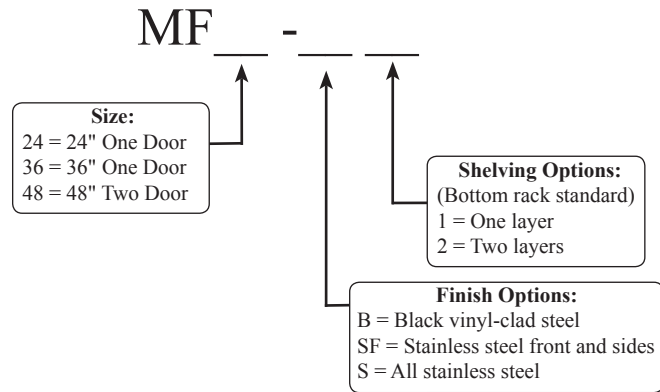 MF__ - __ __
Size:
24 = 24" One Door
36 = 36" One Door
48 = 48" Two Door
Shelving Options:
(Bottom rack standard)
1 = One layer
2 = Two layers
Finish Options:
B = Black vinyl-clad steel
SF = Stainless steel front and sides
S = All stainless steel